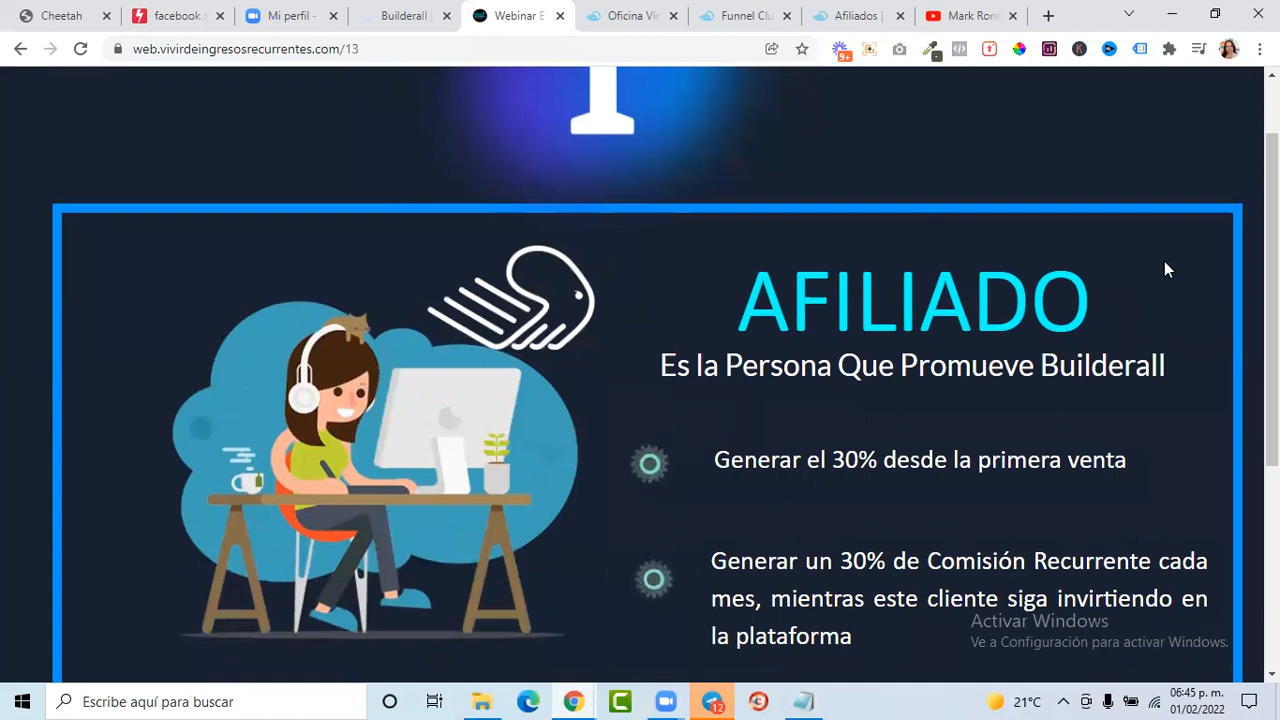 Cheetah
facebook s
Mi perfil -
Builderall
Webinar E
Oficina Vir
Funnel Clu
Afiliados |
Mark Rons
web.vivirdeingresosrecurrentes.com/13
9+
AFILIADO
Es la Persona Que Promueve Builderall
Generar el 30% desde la primera venta
Generar un 30% de Comisión Recurrente cada
mes, mientras este cliente siga invirtiendo en
la plataforma
Activar Windows
Ve a Configuración para activar Windows.
Escribe aquí para buscar
12
21°C
06:45 p. m.
01/02/2022